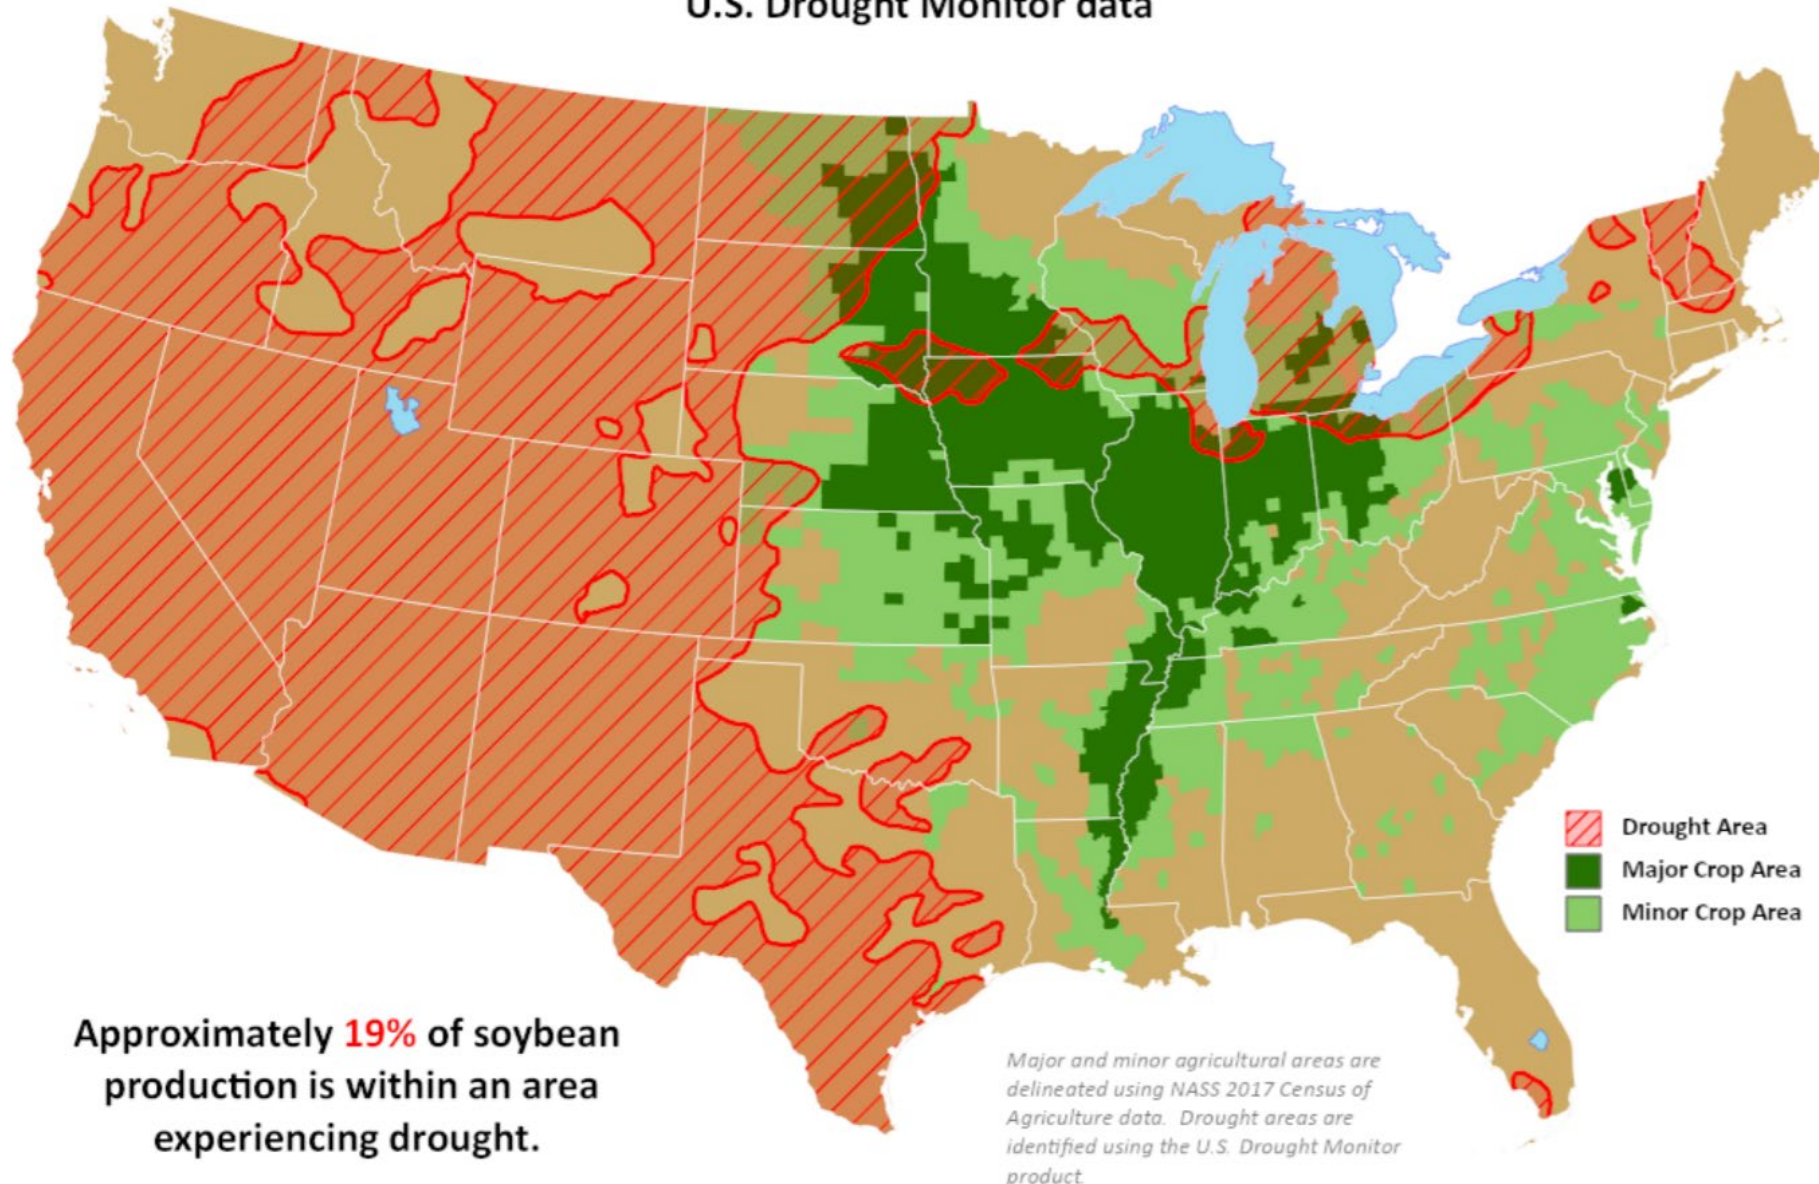 U.S. Drought Monitor data
Drought Area
Major Crop Area
Minor Crop Area
Approximately 19% of soybean
production is within an area
experiencing drought.
Major and minor agricultural areas are
delineated using NASS 2017 Census of
Agriculture data. Drought areas are
identified using the U.S. Drought Monitor
product.